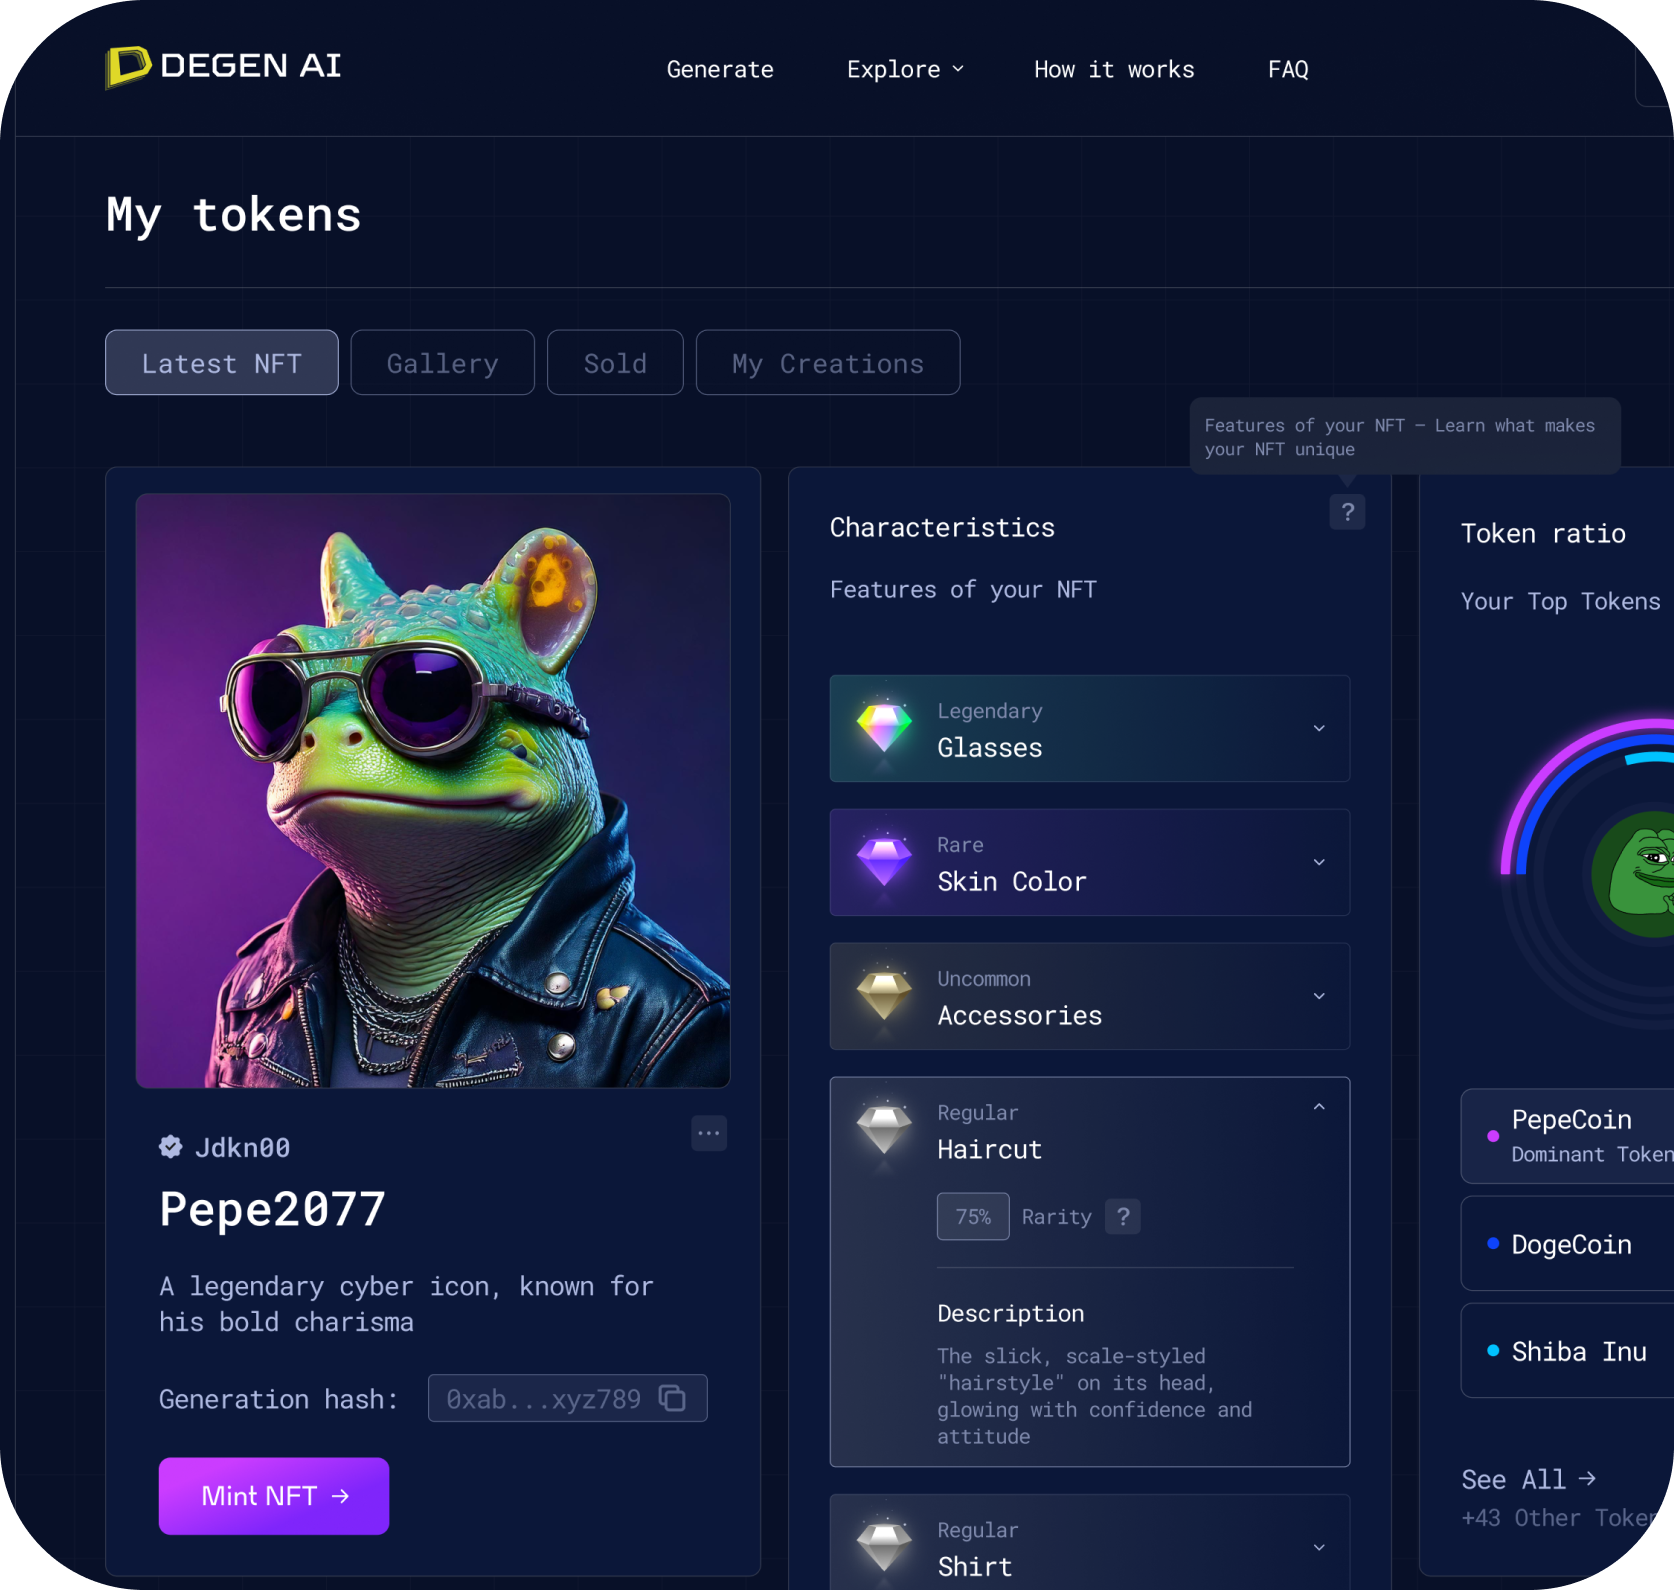 DEGEN AI
Generate
Explore
How it works
FAQ
My tokens
Latest NFT
Gallery
Sold
My Creations
Features of your NFT – Learn what makes
your NFT unique
Jdkn00
Pepe2077
A legendary cyber icon, known for
his bold charisma
Generation hash:
0xab...xyz789
Mint NFT →
Characteristics
?
Features of your NFT
Legendary
Glasses
Rare
Skin Color
Uncommon
Accessories
Regular
Haircut
75%
Rarity
?
Description
The slick, scale-styled
"hairstyle" on its head,
glowing with confidence and
attitude
Regular
Shirt
Token ratio
Your Top Tokens
PepeCoin
Dominant Token
DogeCoin
Shiba Inu
See All →
+43 Other